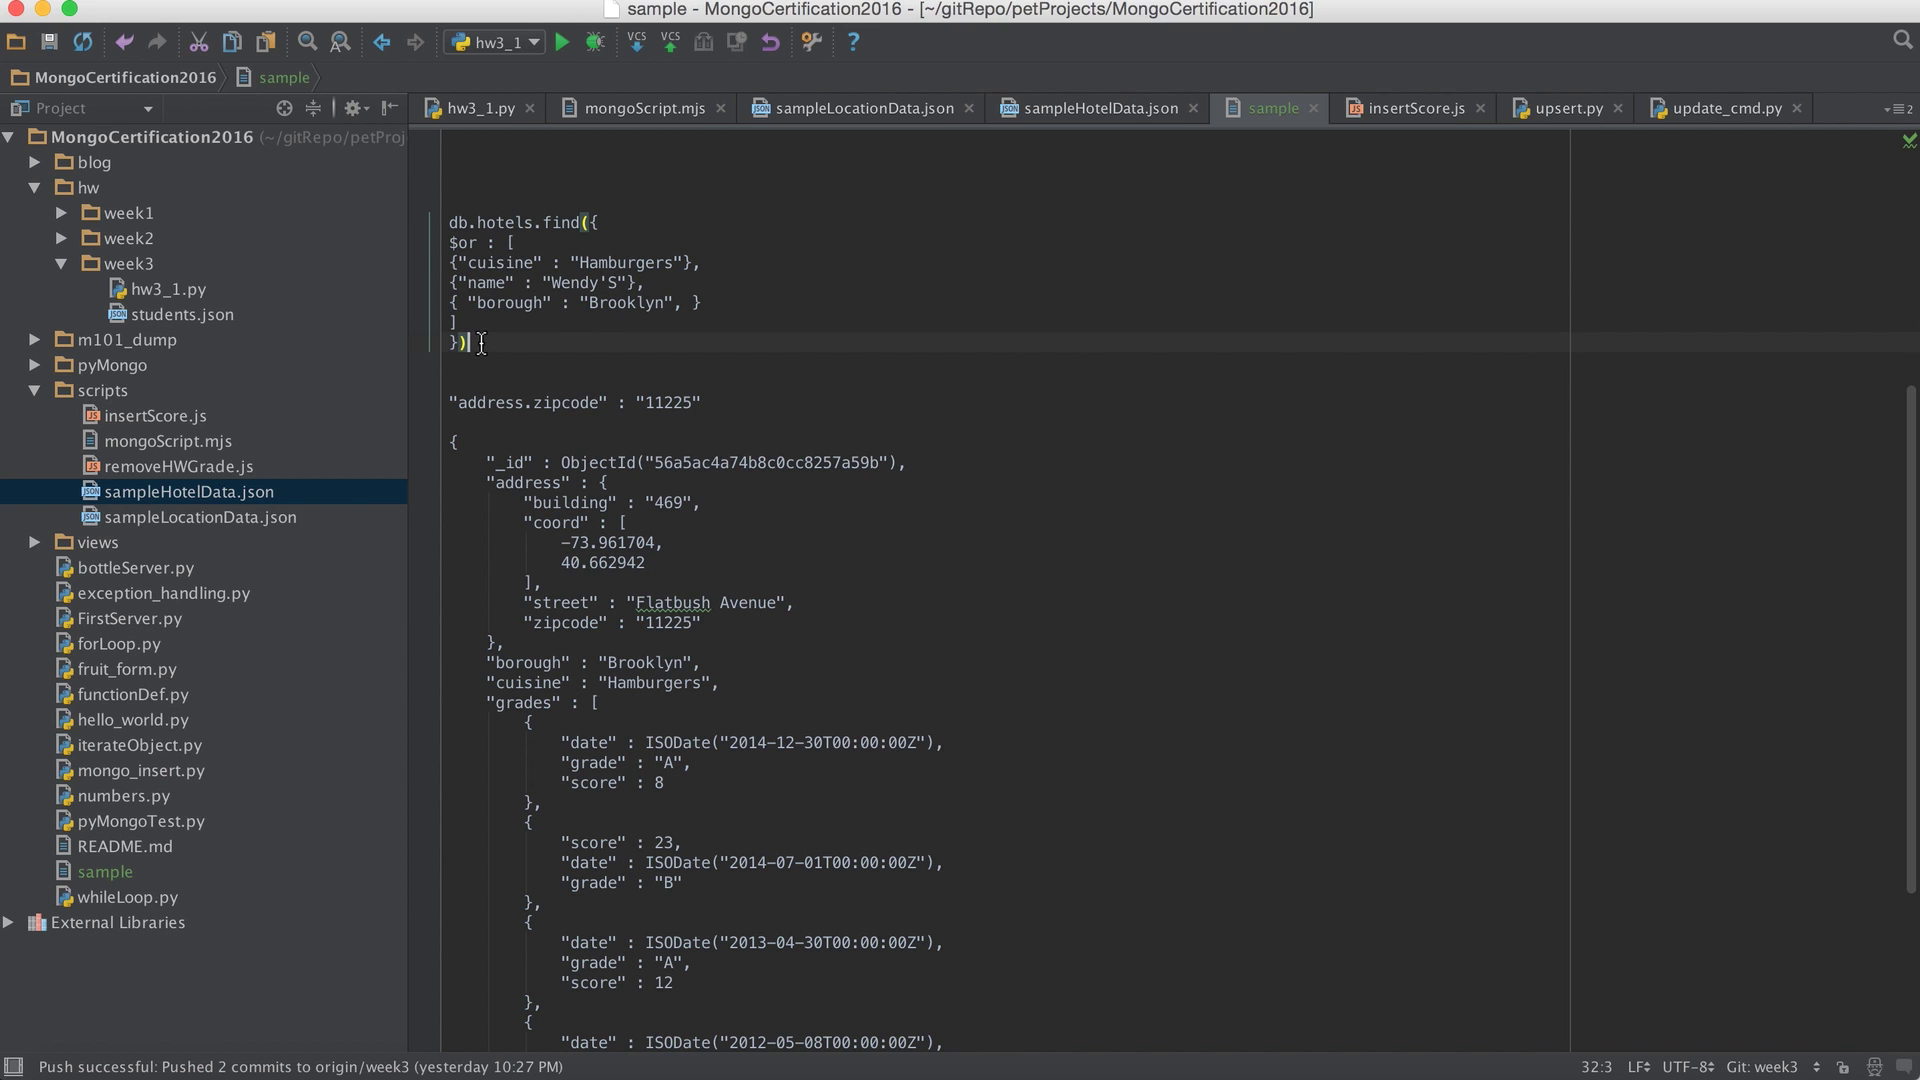 sample - MongoCertification2016 - [~/gitRepo/petProjects/MongoCertification2016]
hw3_1
VCS
VCS
?
MongoCertification2016
sample
Project
hw3_1.py
mongoScript.mjs
sampleLocationData.json
sampleHotelData.json
sample
insertScore.js
upsert.py
update_cmd.py
2
MongoCertification2016 (~/gitRepo/petProj
blog
hw
week1
week2
week3
hw3_1.py
students.json
m101_dump
pyMongo
scripts
insertScore.js
mongoScript.mjs
removeHWGrade.js
sampleHotelData.json
sampleLocationData.json
views
bottleServer.py
exception_handling.py
FirstServer.py
forLoop.py
fruit_form.py
functionDef.py
hello_world.py
iterateObject.py
mongo_insert.py
numbers.py
pyMongoTest.py
README.md
sample
whileLoop.py
External Libraries
db.hotels.find({
$or : [
{"cuisine" : "Hamburgers"},
{"name" : "Wendy'S"},
{ "borough" : "Brooklyn", }
]
})
"address.zipcode" : "11225"
{
"_id" : ObjectId("56a5ac4a74b8c0cc8257a59b"),
"address" : {
"building" : "469",
"coord" : [
-73.961704,
40.662942
],
"street" : "Flatbush Avenue",
"zipcode" : "11225"
},
"borough" : "Brooklyn",
"cuisine" : "Hamburgers",
"grades" : [
{
"date" : ISODate("2014-12-30T00:00:00Z"),
"grade" : "A",
"score" : 8
},
{
"score" : 23,
"date" : ISODate("2014-07-01T00:00:00Z"),
"grade" : "B"
},
{
"date" : ISODate("2013-04-30T00:00:00Z"),
"grade" : "A",
"score" : 12
},
{
"date" : ISODate("2012-05-08T00:00:00Z"),
Push successful: Pushed 2 commits to origin/week3 (yesterday 10:27 PM)
32:3 LF UTF-8 Git: week3